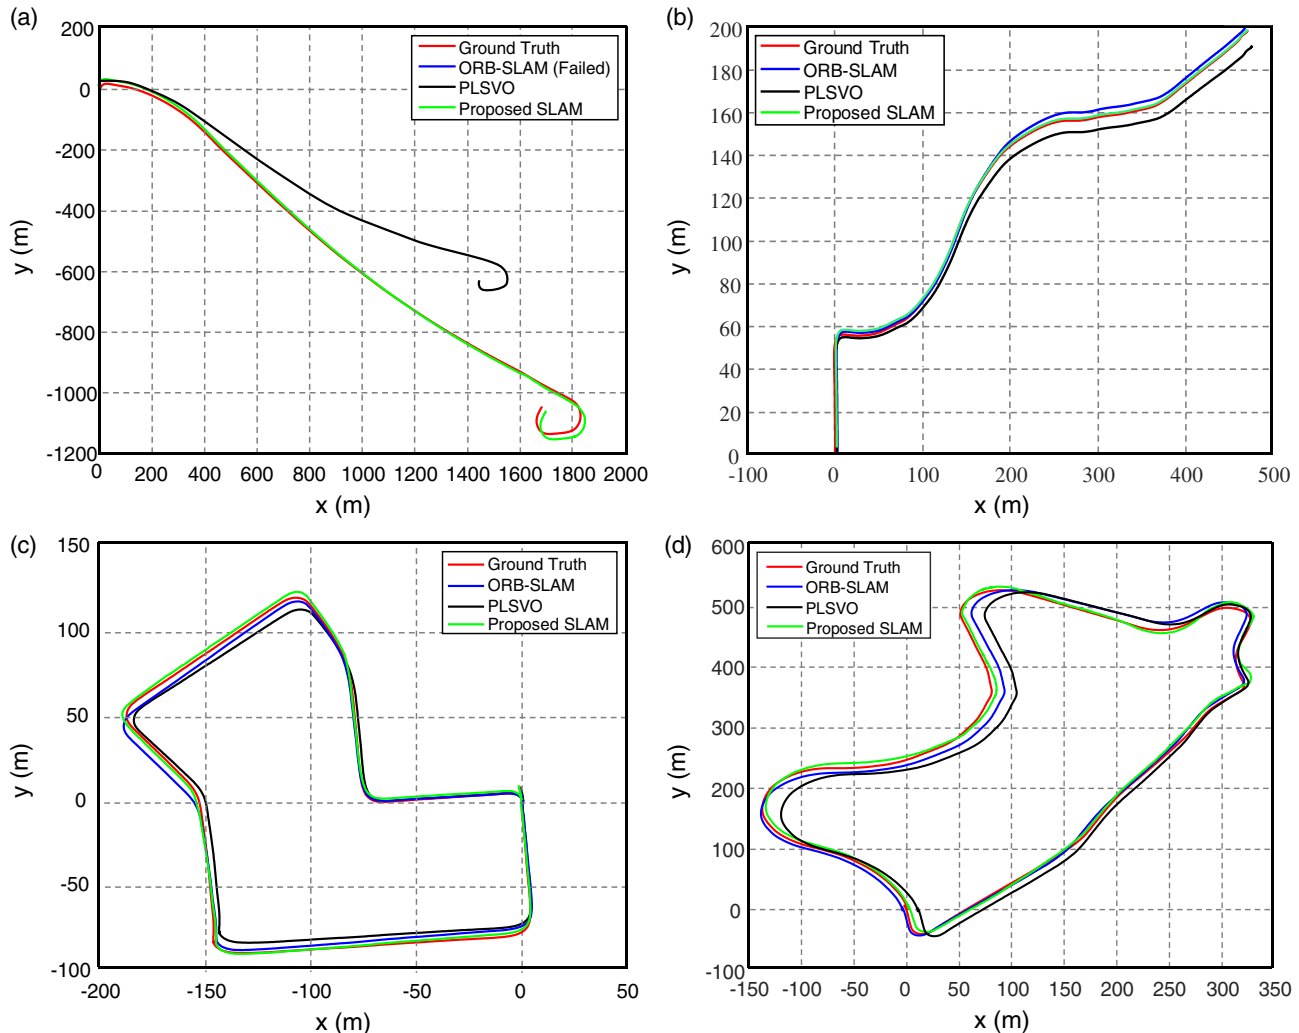 (a)
200
0
-200
-400
-600
-800
-1000
-1200
y (m)
Ground Truth
ORB-SLAM (Failed)
PLSVO
Proposed SLAM
0 200 400 600 800 1000 1200 1400 1600 1800 2000
x (m)
(b)
200
180
160
140
120
100
80
60
40
20
0
y (m)
Ground Truth
ORB-SLAM
PLSVO
Proposed SLAM
-100 0 100 200 300 400 500
x (m)
(c)
150
100
50
0
-50
-100
y (m)
Ground Truth
ORB-SLAM
PLSVO
Proposed SLAM
-200 -150 -100 -50 0 50
x (m)
(d)
600
500
400
300
200
100
0
-100
y (m)
Ground Truth
ORB-SLAM
PLSVO
Proposed SLAM
-150 -100 -50 0 50 100 150 200 250 300 350
x (m)